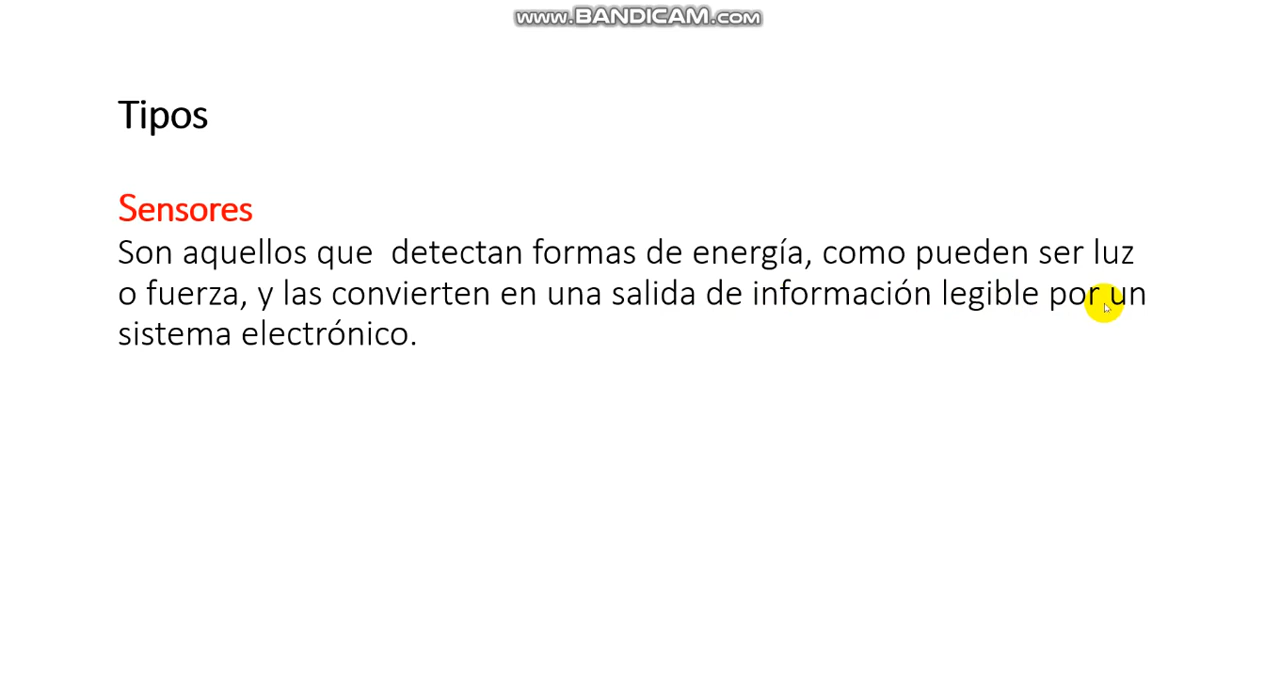 www.BANDICAM.com
Tipos
Sensores
Son aquellos que  detectan formas de energía, como pueden ser luz
o fuerza, y las convierten en una salida de información legible por un
sistema electrónico.